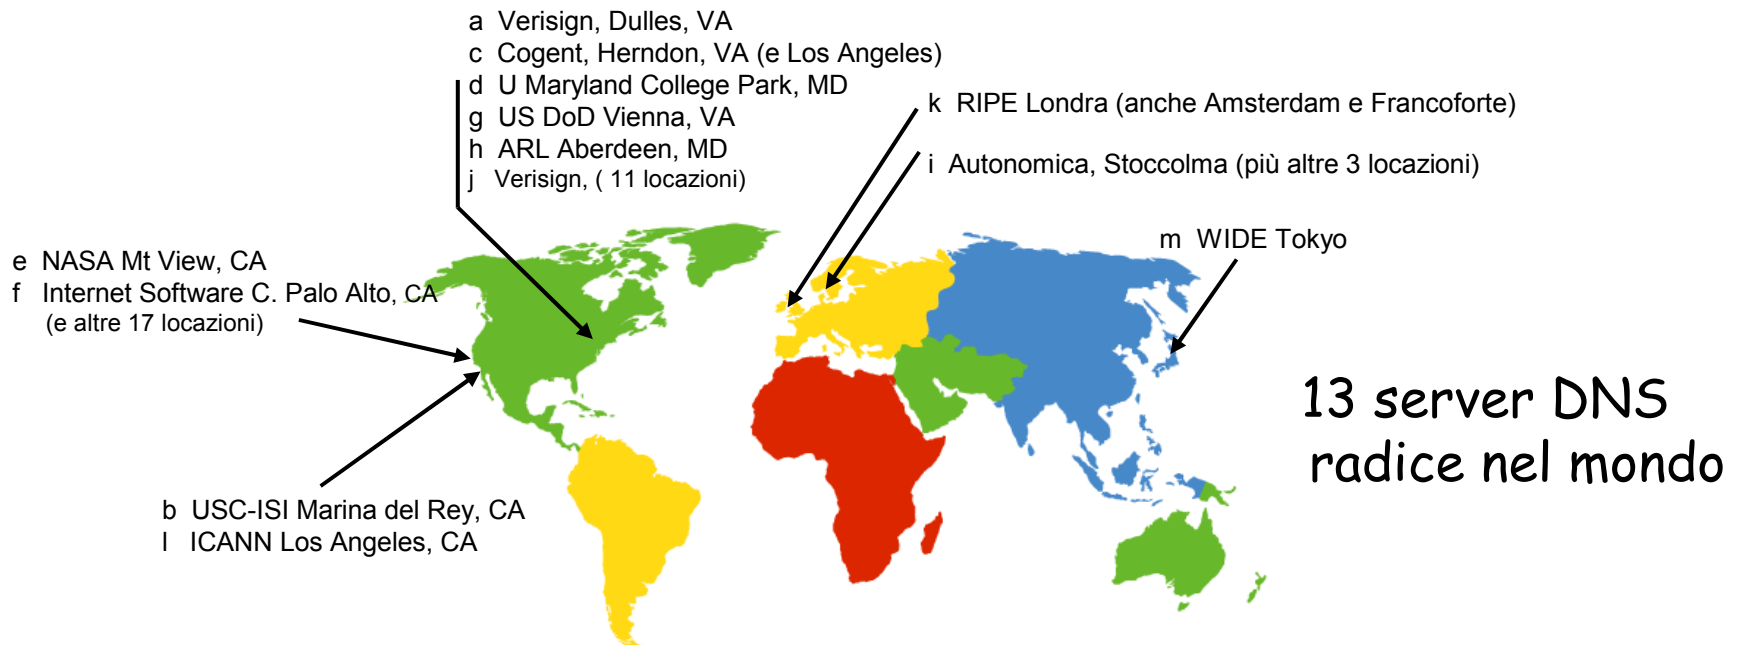 a Verisign, Dulles, VA
c Cogent, Herndon, VA (e Los Angeles)
d U Maryland College Park, MD
g US DoD Vienna, VA
h ARL Aberdeen, MD
j Verisign, ( 11 locazioni)
k RIPE Londra (anche Amsterdam e Francoforte)
i Autonomica, Stoccolma (più altre 3 locazioni)
m WIDE Tokyo
e NASA Mt View, CA
f Internet Software C. Palo Alto, CA
(e altre 17 locazioni)
13 server DNS
radice nel mondo
b USC-ISI Marina del Rey, CA
l ICANN Los Angeles, CA